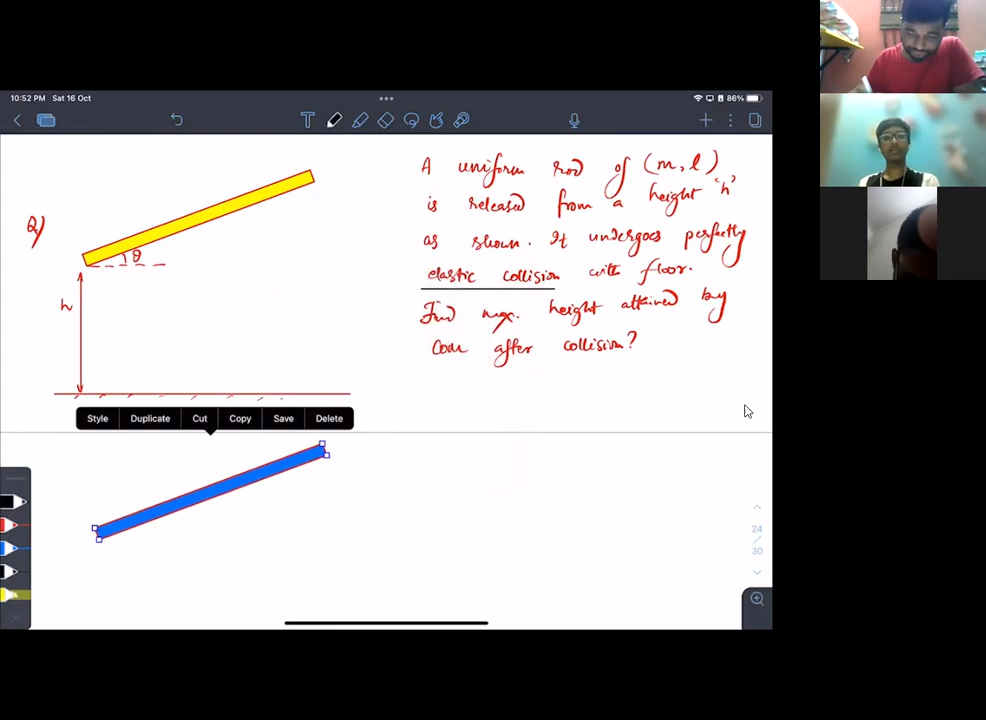 10:52 PM Sat 16 Oct
86%
A uniform rod of (m, l)
is released from a height 'h'
Q)
as shown. It undergoes perfectly
θ
elastic collision with floor.
h
Find max. height attained by
com after collision?
Style Duplicate Cut Copy Save Delete
24
/
30